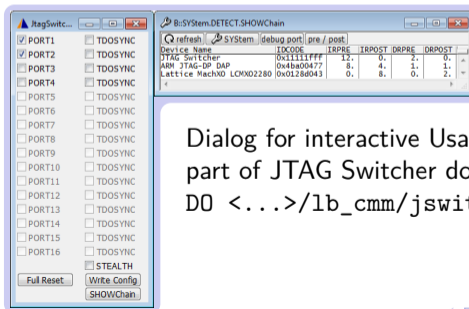 JtagSwitc...
PORT1 TDOSYNC
PORT2 TDOSYNC
PORT3 TDOSYNC
PORT4 TDOSYNC
PORT5 TDOSYNC
PORT6 TDOSYNC
PORT7 TDOSYNC
PORT8 TDOSYNC
PORT9 TDOSYNC
PORT10 TDOSYNC
PORT11 TDOSYNC
PORT12 TDOSYNC
PORT13 TDOSYNC
PORT14 TDOSYNC
PORT15 TDOSYNC
PORT16 TDOSYNC
STEALTH
Full Reset Write Config
SHOWChain
B::SYStem.DETECT.SHOWChain
refresh SYStem debug port pre / post
Device Name IDCODE IRPRE IRPOST DRPRE DRPOST
JTAG Switcher 0x11111fff 12. 0. 2. 0.
ARM JTAG-DP DAP 0x4ba00477 8. 4. 1. 1.
Lattice MachXO LCMXO2280 0x0128d043 0. 8. 0. 2.
Dialog for interactive Usa
part of JTAG Switcher do
DO <...>/lb_cmm/jswit